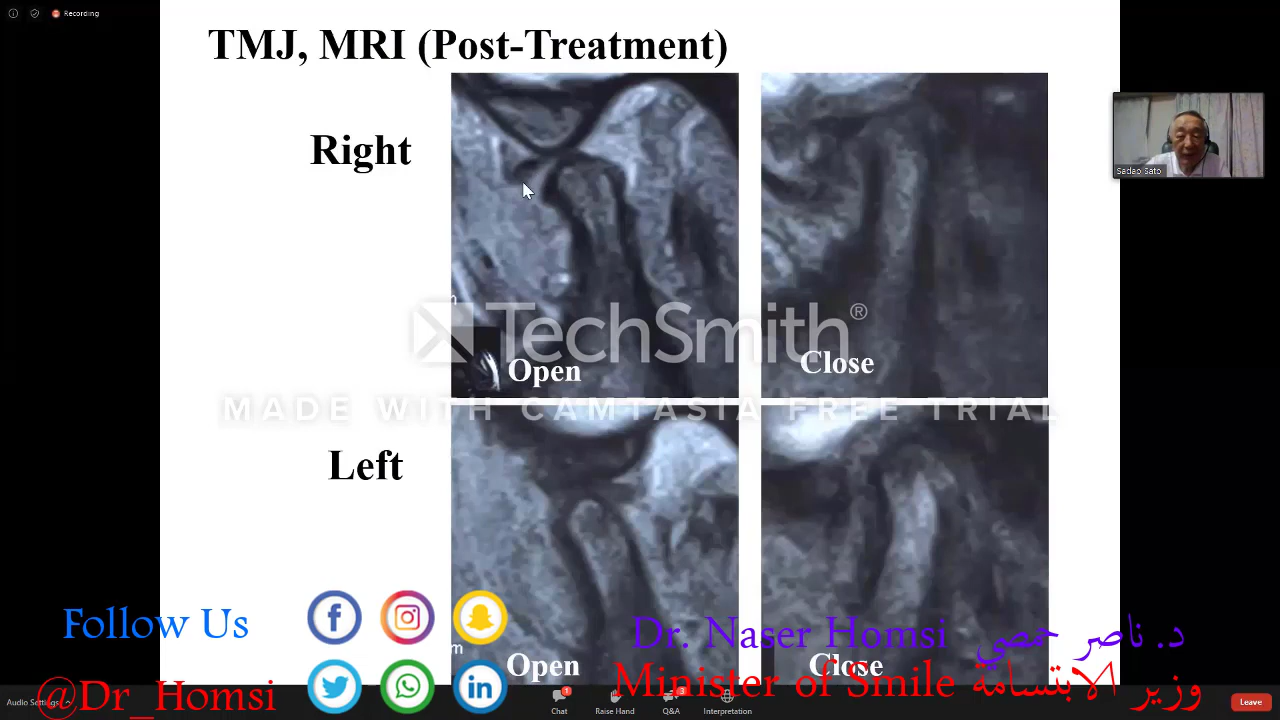 Recording
TMJ, MRI (Post-Treatment)
Right
Sadao Sato
m
TechSmith®
Open
Close
MADE WITH CAMTASIA FREE TRIAL
Left
Follow Us
Dr. Naser Homsi د. ناصر حمصي
m
Open
Close
@Dr_Homsi
Minister of Smile وزير الابتسامة
Audio Settings
1
3
Chat
Raise Hand
Q&A
Interpretation
Leave